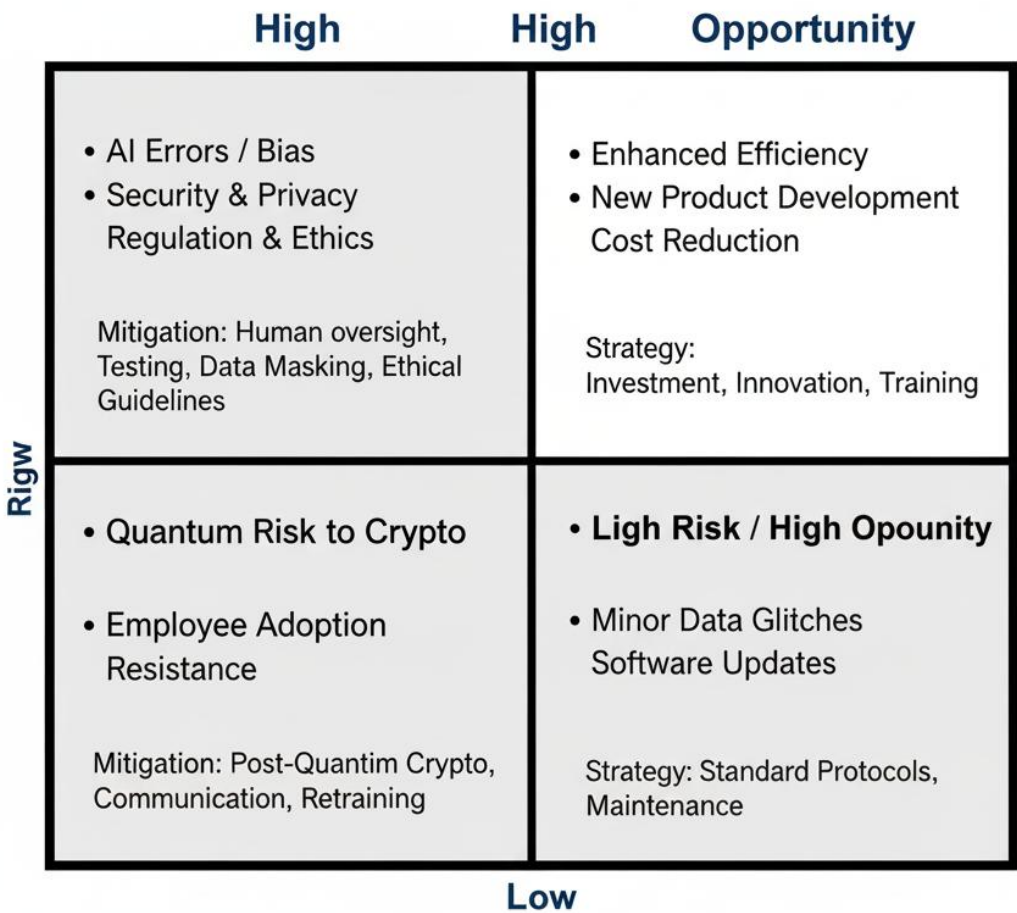 High High Opportunity
• AI Errors / Bias
• Security & Privacy
Regulation & Ethics
Mitigation: Human oversight,
Testing, Data Masking, Ethical
Guidelines
• Enhanced Efficiency
• New Product Development
Cost Reduction
Strategy:
Investment, Innovation, Training
Rigw
• Quantum Risk to Crypto
• Employee Adoption
Resistance
Mitigation: Post-Quantim Crypto,
Communication, Retraining
• Ligh Risk / High Opounity
• Minor Data Glitches
Software Updates
Strategy: Standard Protocols,
Maintenance
Low